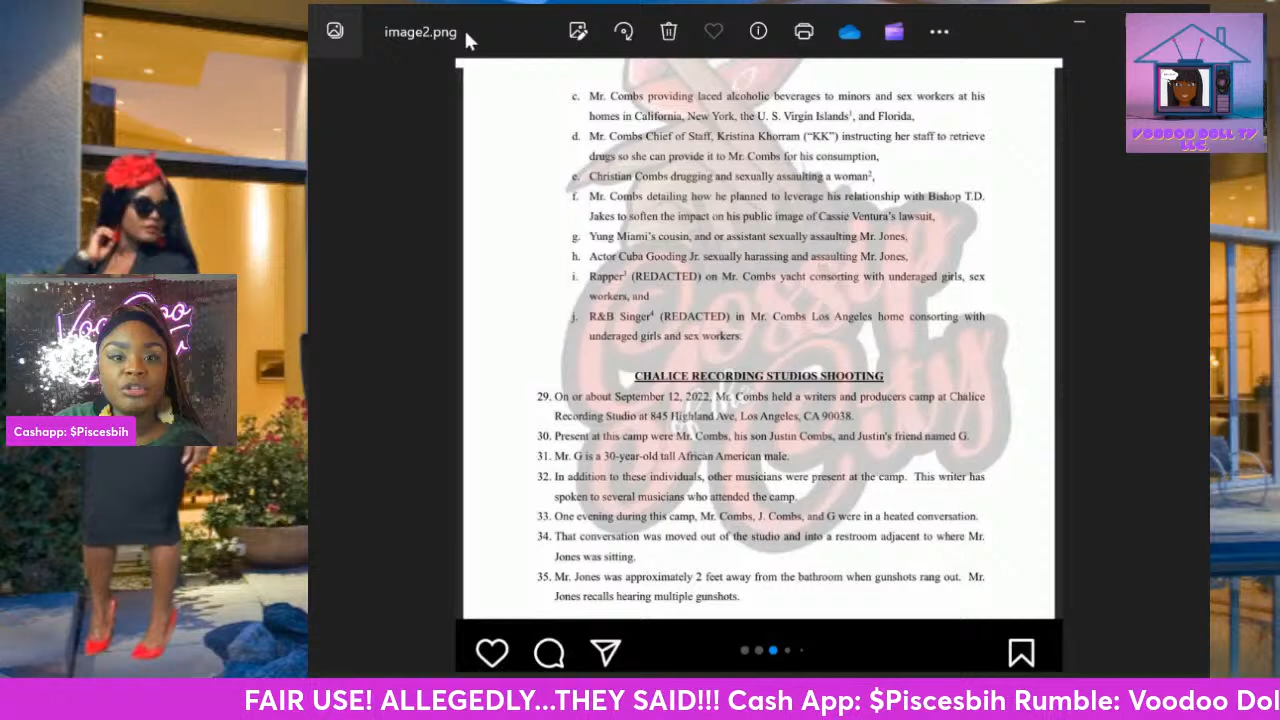 image2.png
VOODOO DOLL TV
LLC.
c. Mr. Combs providing laced alcoholic beverages to minors and sex workers at his
homes in California, New York, the U. S. Virgin Islands¹, and Florida,
d. Mr. Combs Chief of Staff, Kristina Khorram (“KK”) instructing her staff to retrieve
drugs so she can provide it to Mr. Combs for his consumption,
e. Christian Combs drugging and sexually assaulting a woman²,
f. Mr. Combs detailing how he planned to leverage his relationship with Bishop T.D.
Jakes to soften the impact on his public image of Cassie Ventura’s lawsuit,
g. Yung Miami’s cousin, and or assistant sexually assaulting Mr. Jones,
h. Actor Cuba Gooding Jr. sexually harassing and assaulting Mr. Jones,
i. Rapper³ (REDACTED) on Mr. Combs yacht consorting with underaged girls, sex
workers, and
j. R&B Singer⁴ (REDACTED) in Mr. Combs Los Angeles home consorting with
underaged girls and sex workers.
CHALICE RECORDING STUDIOS SHOOTING
29. On or about September 12, 2022, Mr. Combs held a writers and producers camp at Chalice
Recording Studio at 845 Highland Ave, Los Angeles, CA 90038.
30. Present at this camp were Mr. Combs, his son Justin Combs, and Justin’s friend named G.
31. Mr. G is a 30-year-old tall African American male.
32. In addition to these individuals, other musicians were present at the camp. This writer has
spoken to several musicians who attended the camp.
33. One evening during this camp, Mr. Combs, J. Combs, and G were in a heated conversation.
34. That conversation was moved out of the studio and into a restroom adjacent to where Mr.
Jones was sitting.
35. Mr. Jones was approximately 2 feet away from the bathroom when gunshots rang out. Mr.
Jones recalls hearing multiple gunshots.
Cashapp: $Piscesbih
FAIR USE! ALLEGEDLY...THEY SAID!!! Cash App: $Piscesbih Rumble: Voodoo Dol